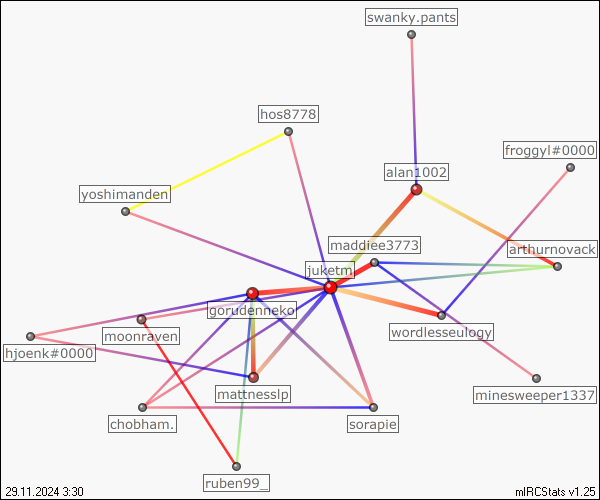 swanky.pants
hos8778
froggyl#0000
alan1002
yoshimanden
maddiee3773
arthurnovack
juketm
gorudenneko
wordlesseulogy
moonraven
hjoenk#0000
mattnesslp
minesweeper1337
chobham.
sorapie
ruben99_
29.11.2024 3:30
mIRCStats v1.25